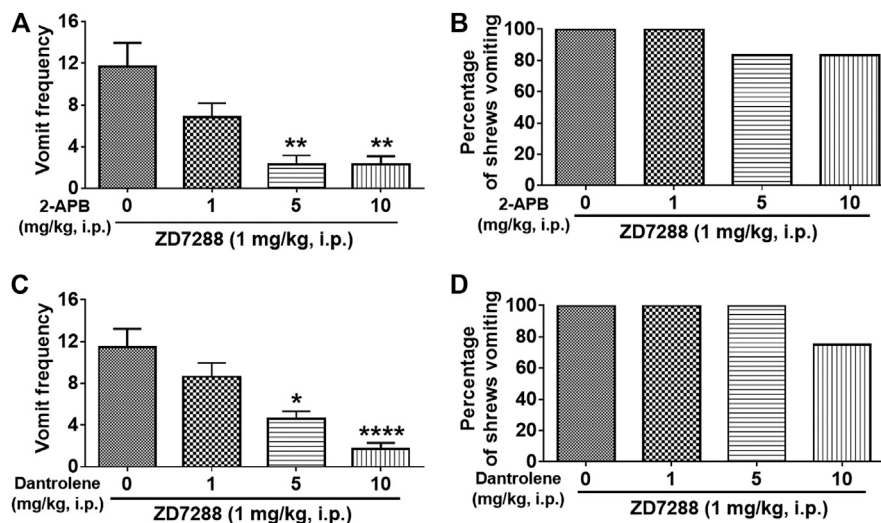 A
Vomit frequency
16
12
8
4
0
** **
0 1 5 10
2-APB
(mg/kg, i.p.)
ZD7288 (1 mg/kg, i.p.)
B
Percentage
of shrews vomiting
100
80
60
40
20
0
0 1 5 10
2-APB
(mg/kg, i.p.)
ZD7288 (1 mg/kg, i.p.)
C
Vomit frequency
16
12
8
4
0
* ****
0 1 5 10
Dantrolene
(mg/kg, i.p.)
ZD7288 (1 mg/kg, i.p.)
D
Percentage
of shrews vomiting
100
80
60
40
20
0
0 1 5 10
Dantrolene
(mg/kg, i.p.)
ZD7288 (1 mg/kg, i.p.)